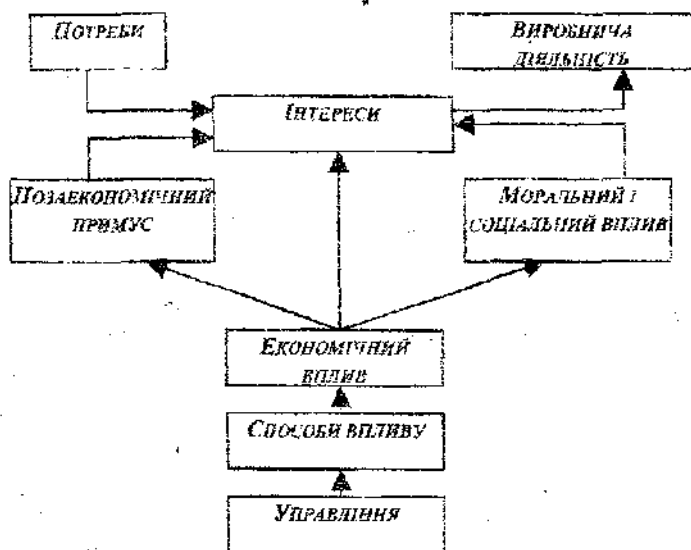 ПОТРЕБИ
ВИРОБНИЧА
ДІЯЛЬНІСТЬ
ІНТЕРЕСИ
ПОЗАЕКОНОМІЧНИЙ
ПРИМУС
МОРАЛЬНИЙ І
СОЦІАЛЬНИЙ ВПЛИВ
ЕКОНОМІЧНИЙ
ВПЛИВ
СПОСОБИ ВПЛИВУ
УПРАВЛІННЯ